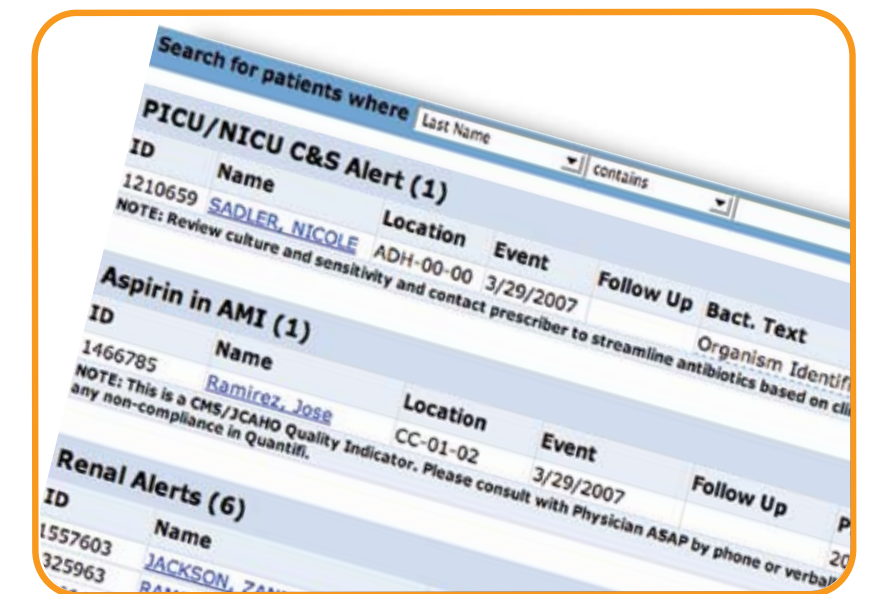 Search for patients where Last Name contains
PICU/NICU C&S Alert (1)
ID Name Location Event Follow Up Bact. Text
1210659 SADLER, NICOLE ADH-00-00 3/29/2007 Organism Identif
NOTE: Review culture and sensitivity and contact prescriber to streamline antibiotics based on cli
Aspirin in AMI (1)
ID Name Location Event Follow Up P
1466785 Ramirez, Jose CC-01-02 3/29/2007 20
NOTE: This is a CMS/JCAHO Quality Indicator. Please consult with Physician ASAP by phone or verbal
any non-compliance in Quantifi.
Renal Alerts (6)
ID Name
1557603 JACKSON,
325963